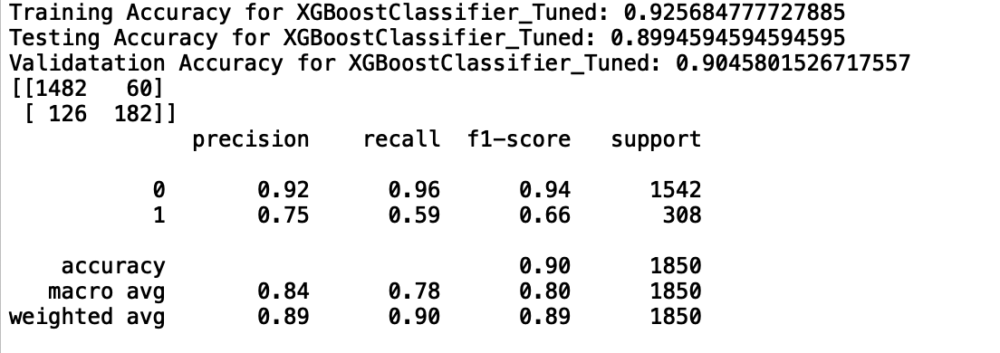 Training Accuracy for XGBoostClassifier_Tuned: 0.925684777727885
Testing Accuracy for XGBoostClassifier_Tuned: 0.8994594594594595
Validatation Accuracy for XGBoostClassifier_Tuned: 0.9045801526717557
[[1482   60]
 [ 126  182]]
              precision    recall  f1-score   support

           0       0.92      0.96      0.94      1542
           1       0.75      0.59      0.66       308

    accuracy                           0.90      1850
   macro avg       0.84      0.78      0.80      1850
weighted avg       0.89      0.90      0.89      1850